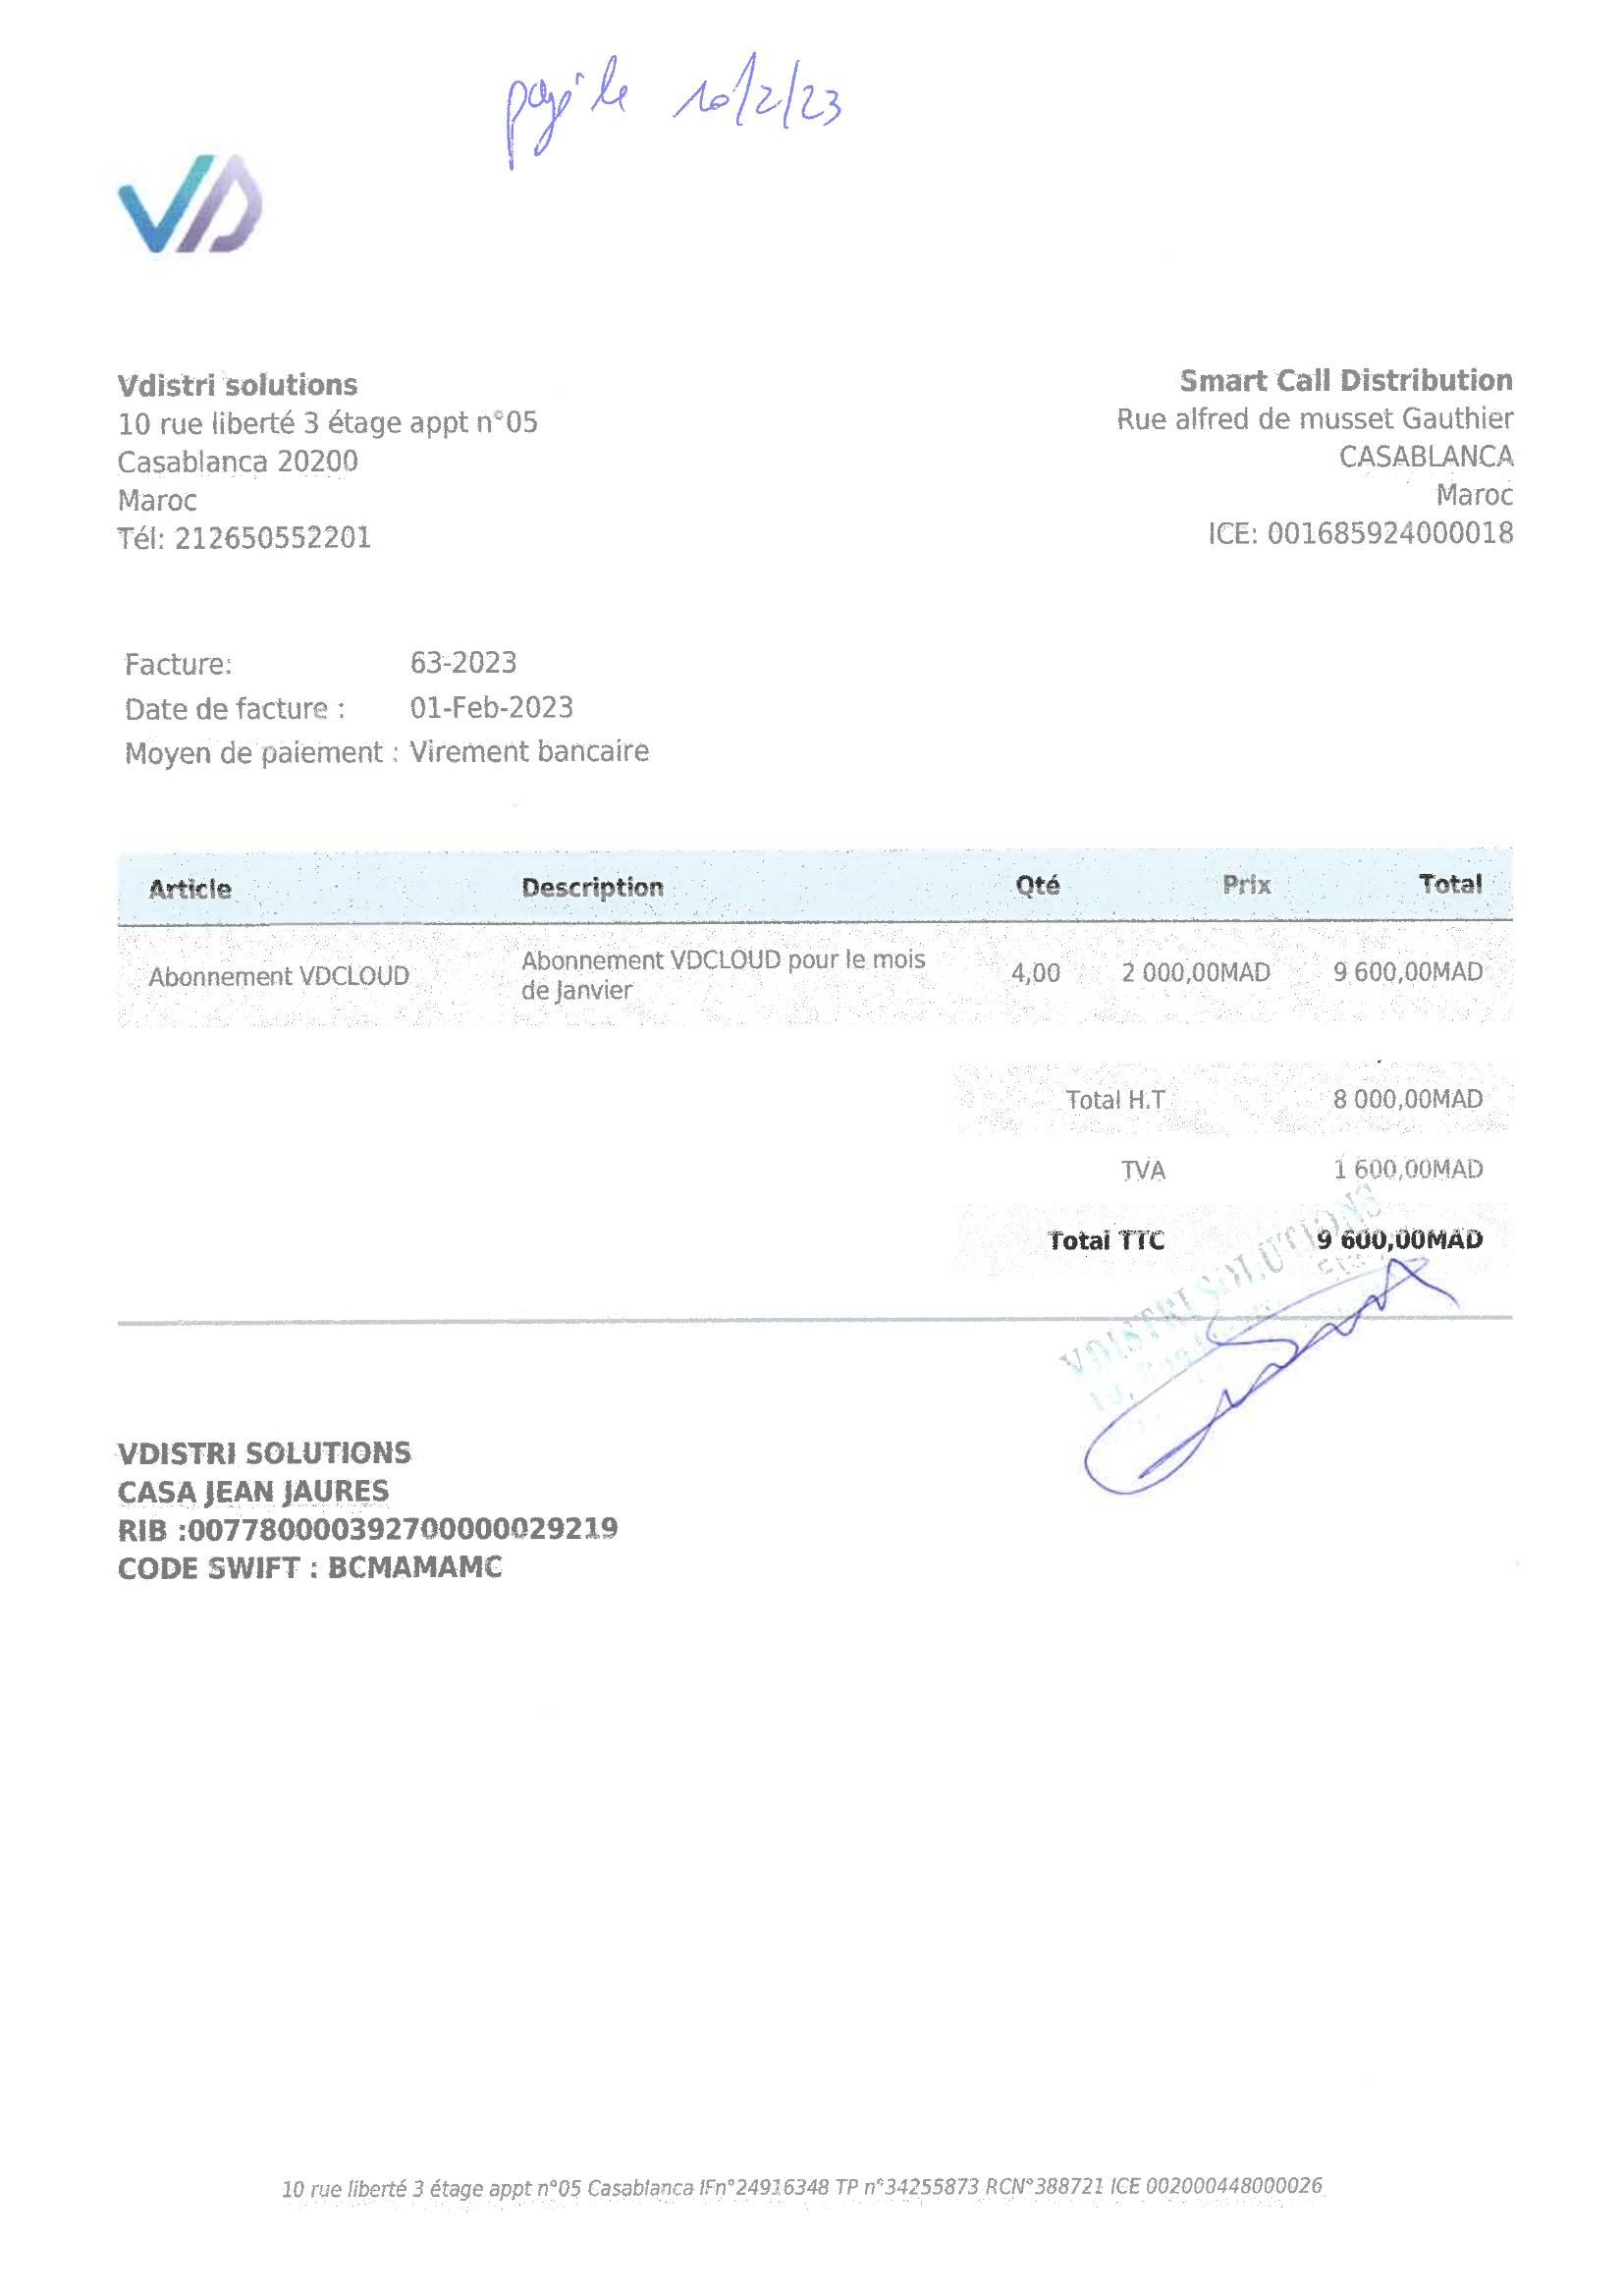 payé le 10/2/23
VD
Vdistri solutions
10 rue liberté 3 étage appt n°05
Casablanca 20200
Maroc
Tél: 212650552201
Smart Call Distribution
Rue alfred de musset Gauthier
CASABLANCA
Maroc
ICE: 001685924000018
Facture: 63-2023
Date de facture : 01-Feb-2023
Moyen de paiement : Virement bancaire
Article Description Qté Prix Total
Abonnement VDCLOUD Abonnement VDCLOUD pour le mois de Janvier 4,00 2 000,00MAD 9 600,00MAD
Total H.T 8 000,00MAD
TVA 1 600,00MAD
Total TTC 9 600,00MAD
VDISTRI SOLUTIONS
VDISTRI SOLUTIONS
CASA JEAN JAURES
RIB :007780000392700000029219
CODE SWIFT : BCMAMAMC
10 rue liberté 3 étage appt n°05 Casablanca IFn°24916348 TP n°34255873 RCN°388721 ICE 002000448000026